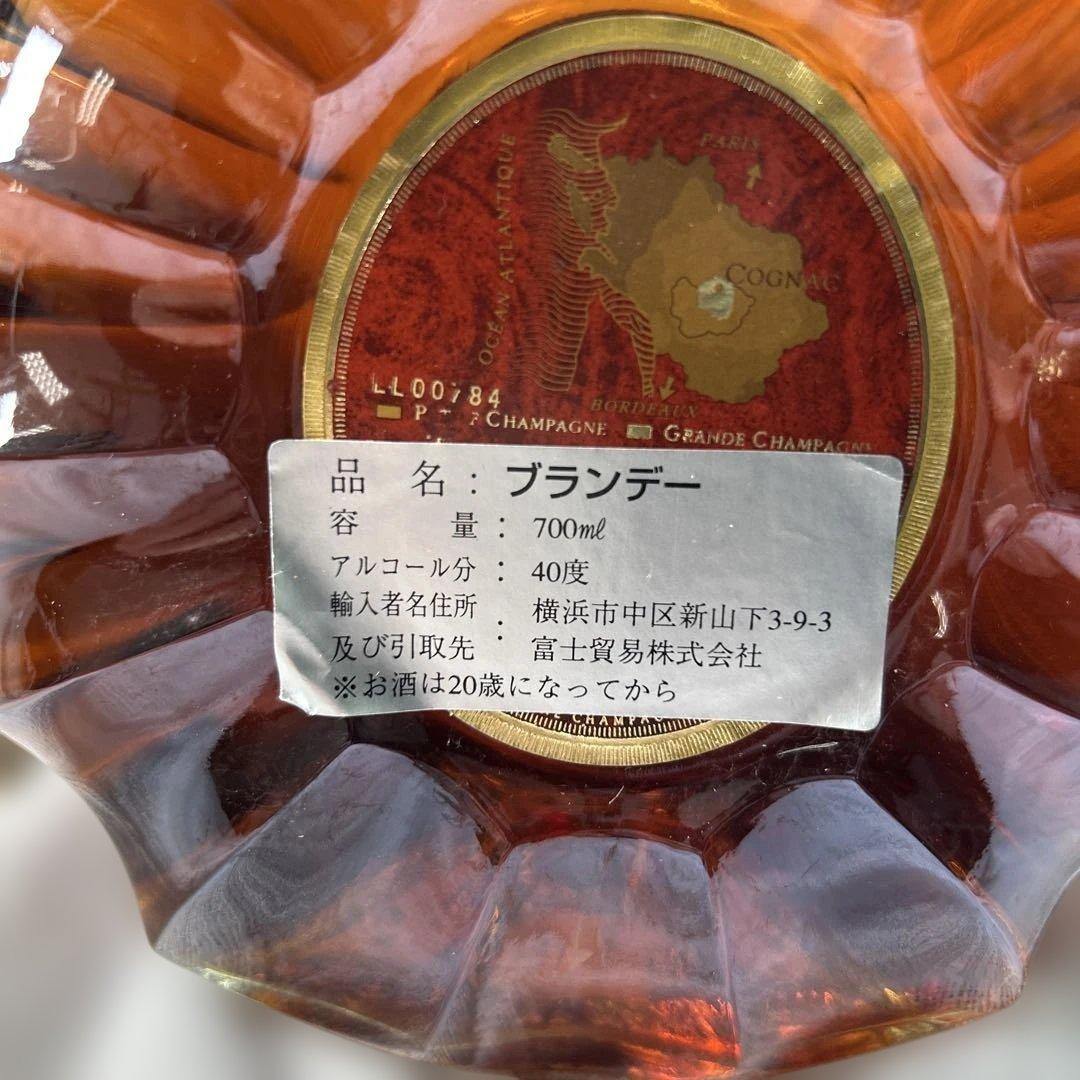 PARIS
OCÉAN ATLANTIQUE
COGNAC
LL00784
BORDEAUX
CHAMPAGNE GRANDE CHAMPAGNE
品名：ブランデー
容量：700㎖
アルコール分：40度
輸入者名住所 横浜市中区新山下3-9-3
及び引取先：富士貿易株式会社
※お酒は20歳になってから
CHAMPAG